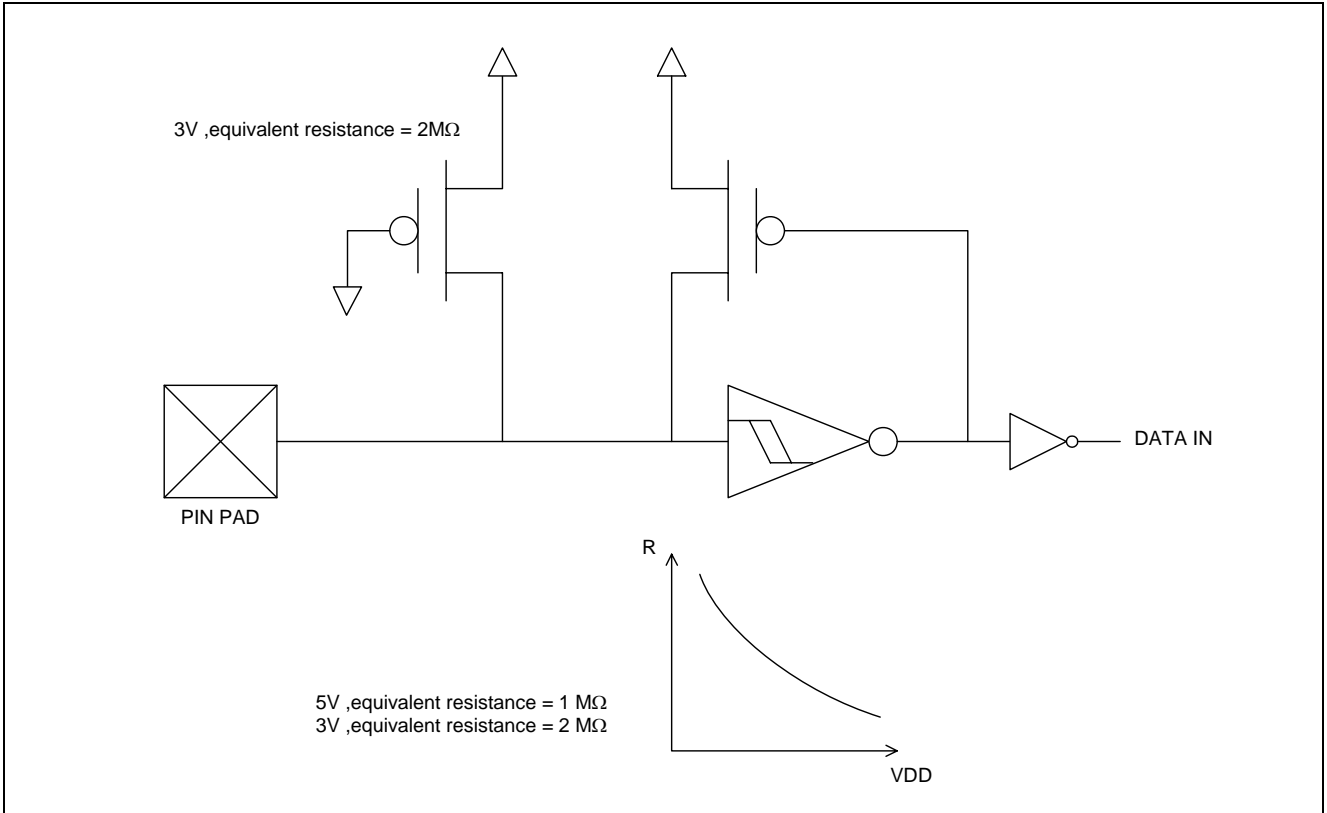 3V ,equivalent resistance = 2MΩ
PIN PAD
DATA IN
R
5V ,equivalent resistance = 1 MΩ
3V ,equivalent resistance = 2 MΩ
VDD